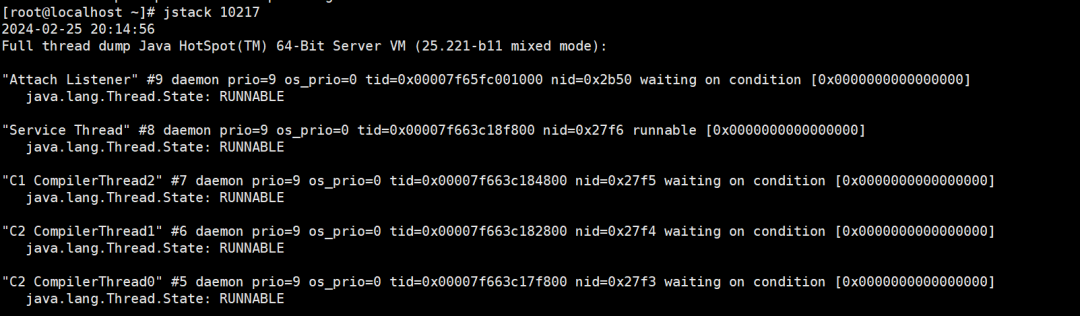 [root@localhost ~]# jstack 10217
2024-02-25 20:14:56
Full thread dump Java HotSpot(TM) 64-Bit Server VM (25.221-b11 mixed mode):
"Attach Listener" #9 daemon prio=9 os_prio=0 tid=0x00007f65fc001000 nid=0x2b50 waiting on condition [0x0000000000000000]
java.lang.Thread.State: RUNNABLE
"Service Thread" #8 daemon prio=9 os_prio=0 tid=0x00007f663c18f800 nid=0x27f6 runnable [0x0000000000000000]
java.lang.Thread.State: RUNNABLE
"C1 CompilerThread2" #7 daemon prio=9 os_prio=0 tid=0x00007f663c184800 nid=0x27f5 waiting on condition [0x0000000000000000]
java.lang.Thread.State: RUNNABLE
"C2 CompilerThread1" #6 daemon prio=9 os_prio=0 tid=0x00007f663c182800 nid=0x27f4 waiting on condition [0x0000000000000000]
java.lang.Thread.State: RUNNABLE
"C2 CompilerThread0" #5 daemon prio=9 os_prio=0 tid=0x00007f663c17f800 nid=0x27f3 waiting on condition [0x0000000000000000]
java.lang.Thread.State: RUNNABLE